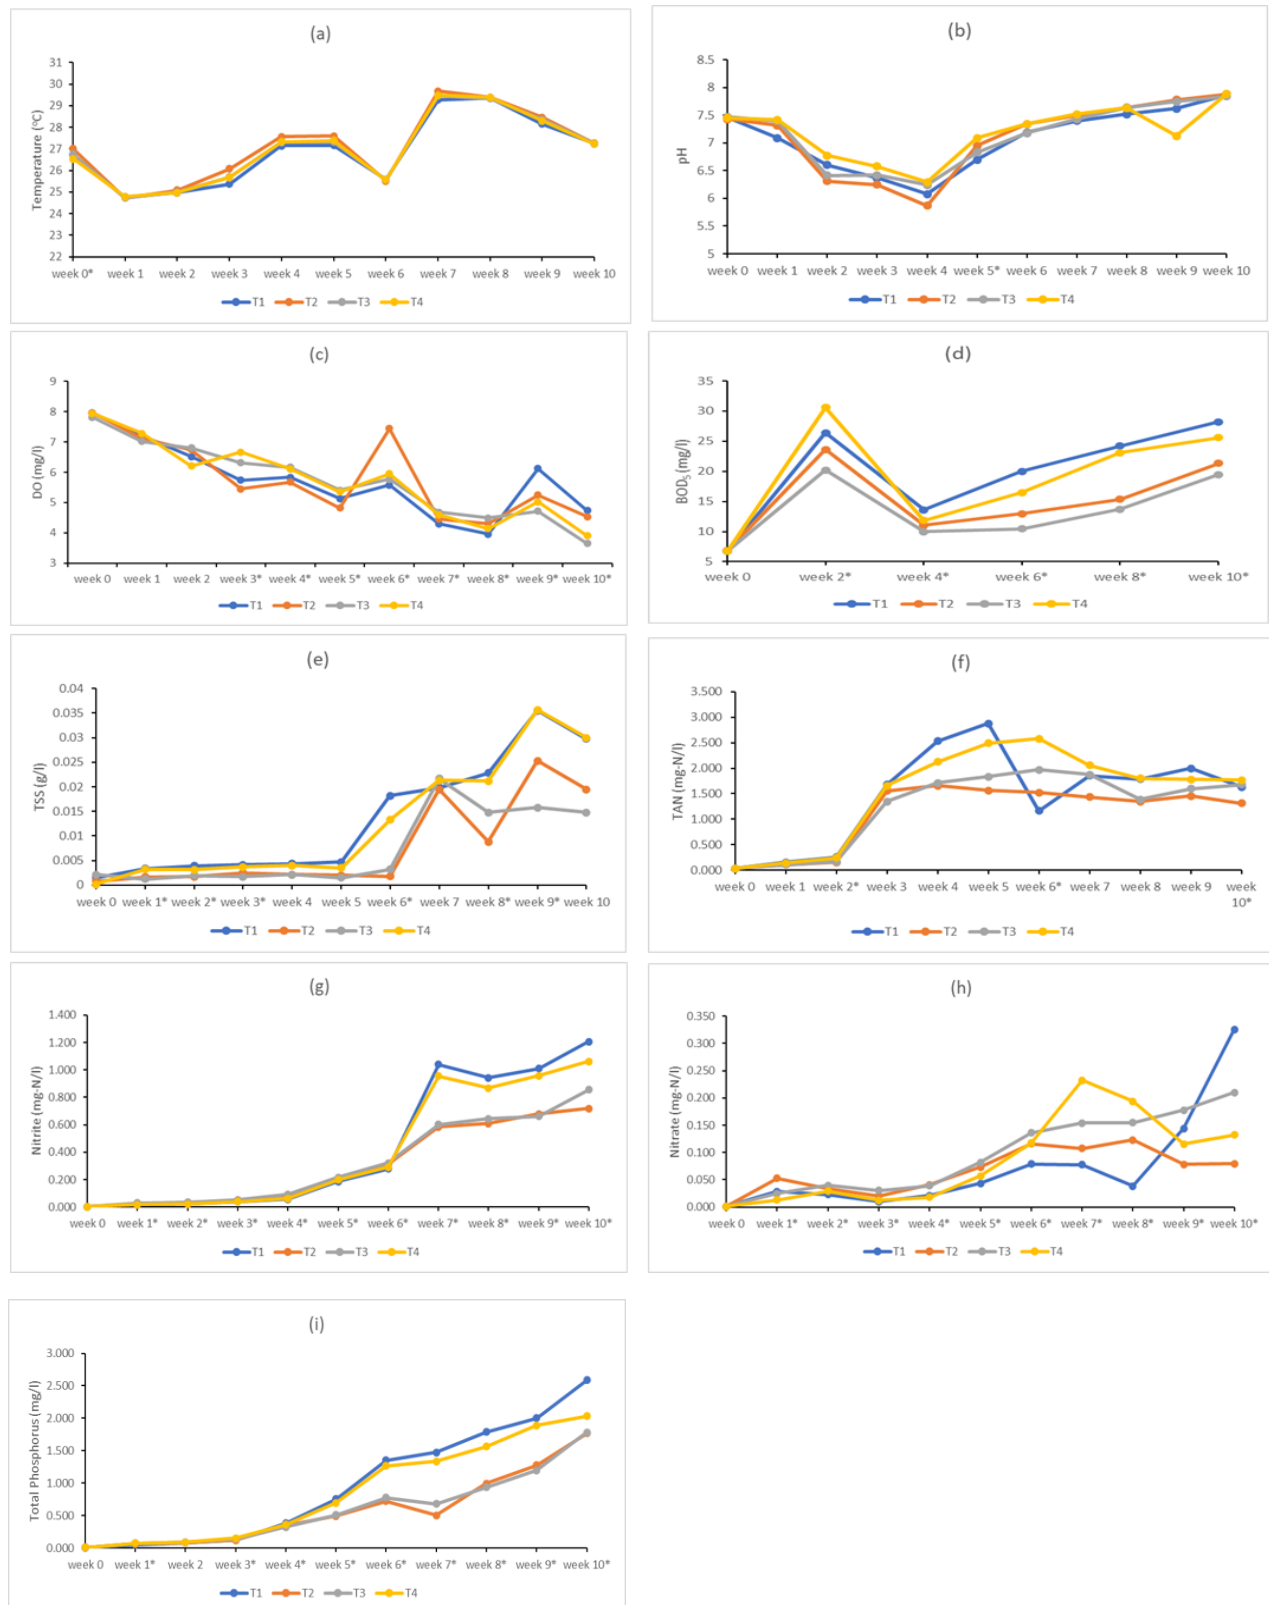 (a)
Temperature (°C)
31
30
29
28
27
26
25
24
23
22
week 0* week 1 week 2 week 3 week 4 week 5 week 6 week 7 week 8 week 9 week 10
T1 T2 T3 T4
(b)
pH
8.5
8
7.5
7
6.5
6
5.5
5
week 0 week 1 week 2 week 3 week 4 week 5* week 6 week 7 week 8 week 9 week 10
T1 T2 T3 T4
(c)
DO (mg/l)
9
8
7
6
5
4
3
week 0 week 1 week 2 week 3* week 4* week 5* week 6* week 7* week 8* week 9* week 10*
T1 T2 T3 T4
(d)
BOD5 (mg/l)
35
30
25
20
15
10
5
week 0 week 2* week 4* week 6* week 8* week 10*
T1 T2 T3 T4
(e)
TSS (g/l)
0.04
0.035
0.03
0.025
0.02
0.015
0.01
0.005
0
week 0 week 1* week 2* week 3* week 4 week 5 week 6* week 7 week 8* week 9* week 10
T1 T2 T3 T4
(f)
TAN (mg-N/l)
3.500
3.000
2.500
2.000
1.500
1.000
0.500
0.000
week 0 week 1 week 2* week 3 week 4 week 5 week 6* week 7 week 8 week 9 week
10*
T1 T2 T3 T4
(g)
Nitrite (mg-N/l)
1.400
1.200
1.000
0.800
0.600
0.400
0.200
0.000
week 0 week 1* week 2* week 3* week 4* week 5* week 6* week 7* week 8* week 9* week 10*
T1 T2 T3 T4
(h)
Nitrate (mg-N/l)
0.350
0.300
0.250
0.200
0.150
0.100
0.050
0.000
week 0 week 1* week 2* week 3* week 4* week 5* week 6* week 7* week 8* week 9* week 10*
T1 T2 T3 T4
(i)
Total Phosphorus (mg/l)
3.000
2.500
2.000
1.500
1.000
0.500
0.000
week 0 week 1* week 2 week 3* week 4* week 5* week 6* week 7* week 8* week 9* week 10*
T1 T2 T3 T4